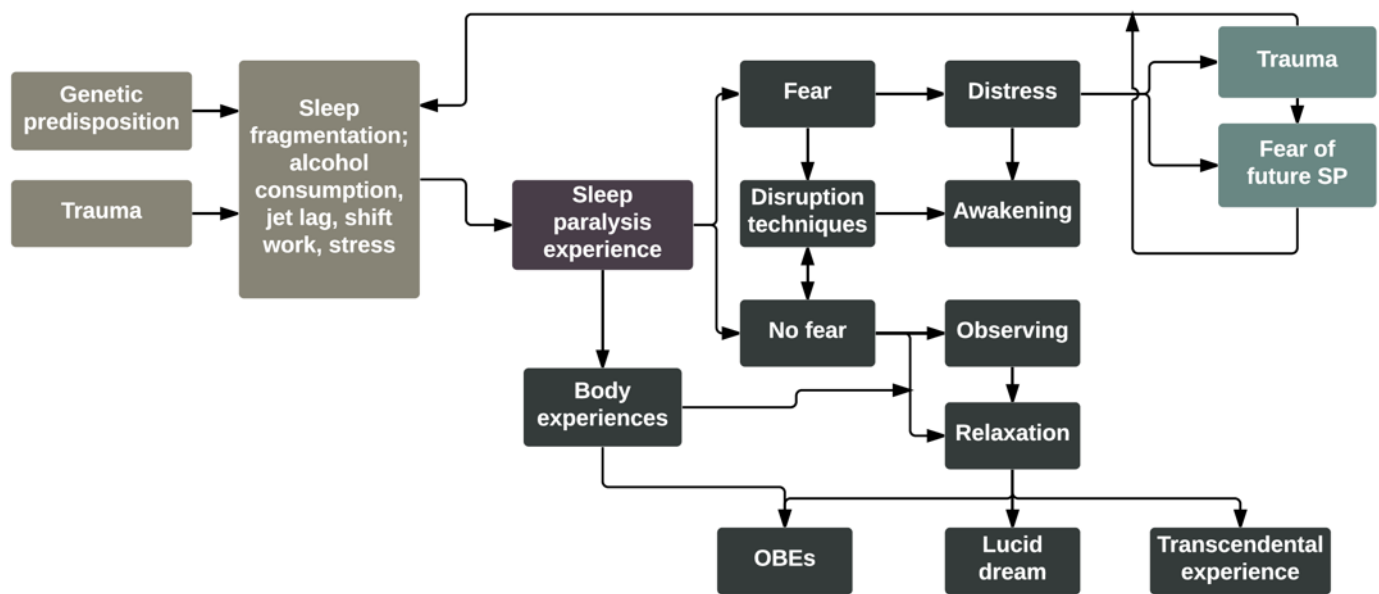 Genetic
predisposition
Trauma
Sleep
fragmentation;
alcohol
consumption,
jet lag, shift
work, stress
Sleep
paralysis
experience
Body
experiences
Fear
Disruption
techniques
No fear
Distress
Awakening
Observing
Relaxation
Trauma
Fear of
future SP
OBEs
Lucid
dream
Transcendental
experience